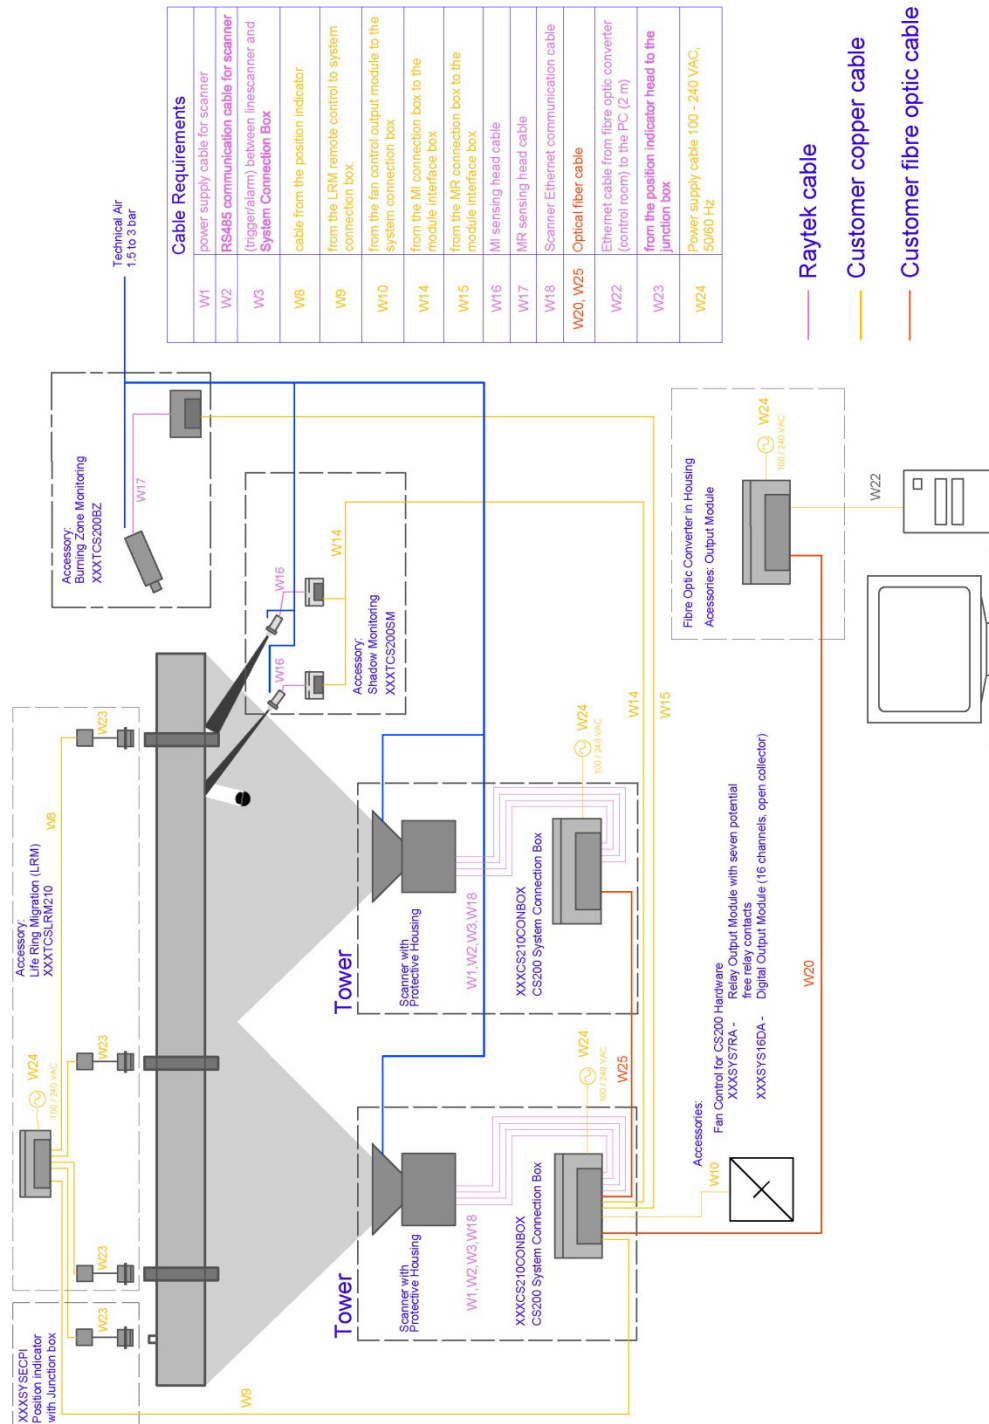 XXXSYSECPI
Position indicator
with Junction box
W23
Accessory:
Life Ring Migration (LRM)
XXXTCSLRM210
W24
100 / 240 VAC
W23
W23
W8
W23
W9
Accessory:
Burning Zone Monitoring
XXXTCS200BZ
W17
Technical Air
1.5 to 3 bar
Accessory:
Shadow Monitoring
XXXTCS200SM
W16
W16
W14
Tower
Scanner with
Protective Housing
W1,W2,W3,W18
XXXCS210CONBOX
CS200 System Connection Box
W24
100 / 240 VAC
Tower
Scanner with
Protective Housing
W1,W2,W3,W18
XXXCS210CONBOX
CS200 System Connection Box
W24
100 / 240 VAC
W25
W14
W15
W10
Accessories:
Fan Control for CS200 Hardware
XXXSYS7RA - Relay Output Module with seven potential
free relay contacts
XXXSYS16DA - Digital Output Module (16 channels, open collector)
W20
Fibre Optic Converter in Housing
Acessories: Output Module
W24
100 / 240 VAC
W22
Cable Requirements
W1 power supply cable for scanner
W2 RS485 communication cable for scanner
W3 (trigger/alarm) between linescanner and
System Connection Box
W8 cable from the position indicator
W9 from the LRM remote control to system
connection box.
W10 from the fan control output module to the
system connection box
W14 from the MI connection box to the
module interface box
W15 from the MR connection box to the
module interface box
W16 MI sensing head cable
W17 MR sensing head cable
W18 Scanner Ethernet communication cable
W20, W25 Optical fiber cable
W22 Ethernet cable from fibre optic converter
(control room) to the PC (2 m)
W23 from the position indicator head to the
junction box
W24 Power supply cable 100 - 240 VAC,
50/60 Hz
Raytek cable
Customer copper cable
Customer fibre optic cable